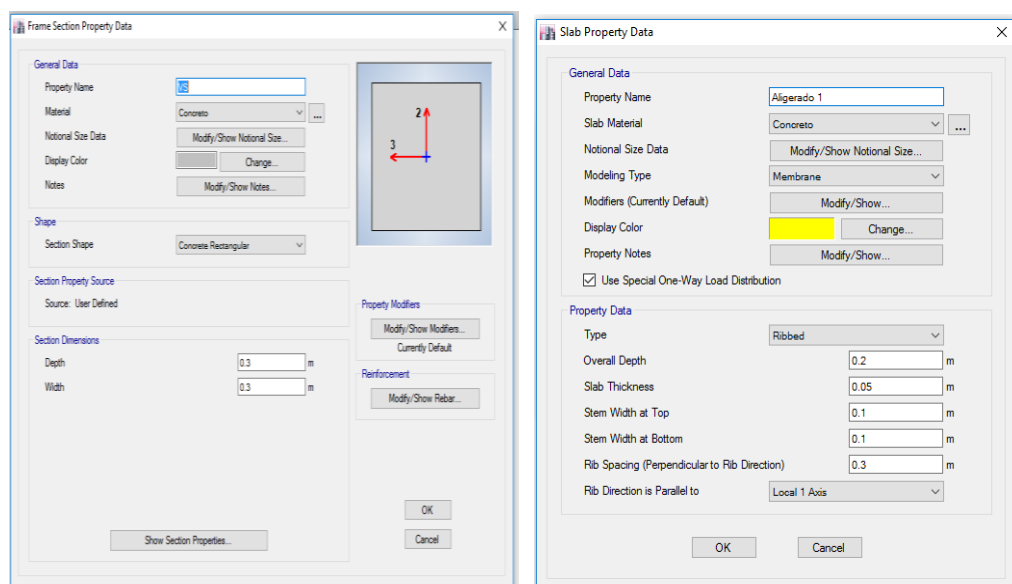 Frame Section Property Data X
General Data
Property Name VS
Material Concreto ...
Notional Size Data Modify/Show Notional Size...
Display Color Change...
Notes Modify/Show Notes...
2
3
Shape
Section Shape Concrete Rectangular
Section Property Source
Source: User Defined
Property Modifiers
Modify/Show Modifiers...
Currently Default
Section Dimensions
Depth 0.3 m
Width 0.3 m
Reinforcement
Modify/Show Rebar...
OK
Show Section Properties... Cancel
Slab Property Data X
General Data
Property Name Aligerado 1
Slab Material Concreto ...
Notional Size Data Modify/Show Notional Size...
Modeling Type Membrane
Modifiers (Currently Default) Modify/Show...
Display Color Change...
Property Notes Modify/Show...
Use Special One-Way Load Distribution
Property Data
Type Ribbed
Overall Depth 0.2 m
Slab Thickness 0.05 m
Stem Width at Top 0.1 m
Stem Width at Bottom 0.1 m
Rib Spacing (Perpendicular to Rib Direction) 0.3 m
Rib Direction is Parallel to Local 1 Axis
OK Cancel